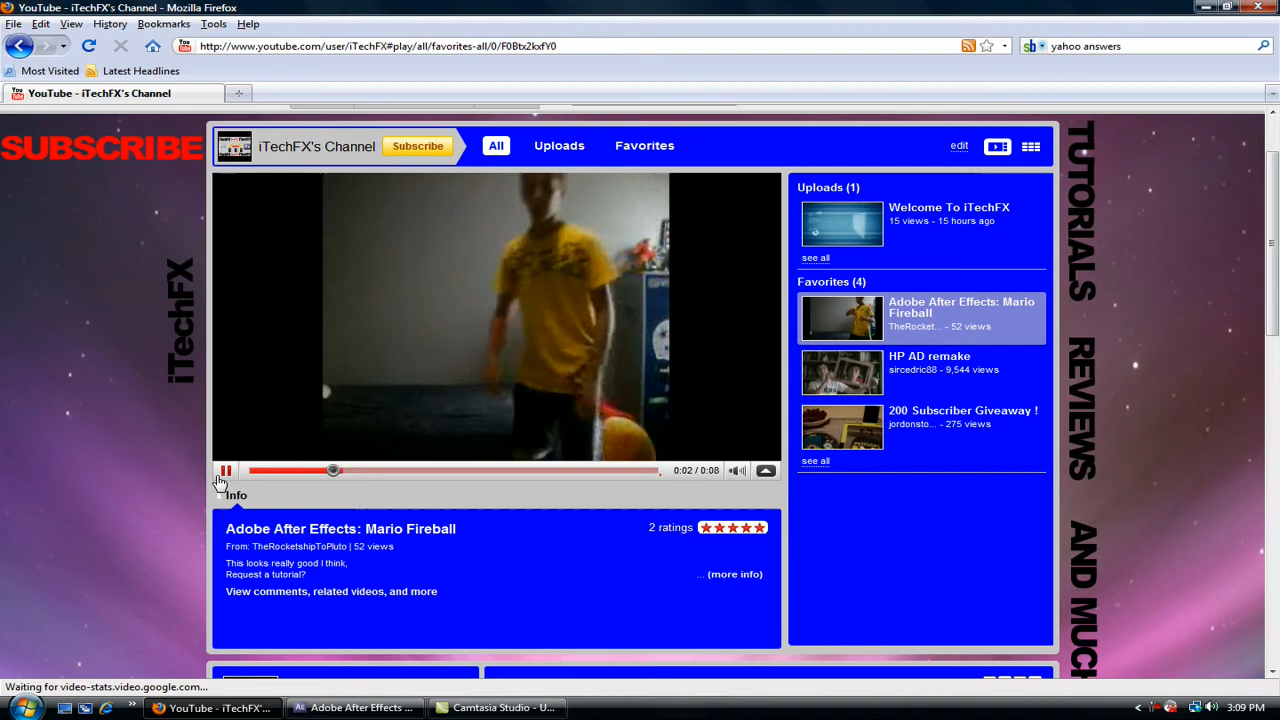 YouTube - iTechFX's Channel - Mozilla Firefox
File Edit View History Bookmarks Tools Help
http://www.youtube.com/user/iTechFX#play/all/favorites-all/0/F0Btx2kxfY0
yahoo answers
Most Visited Latest Headlines
YouTube - iTechFX's Channel
SUBSCRIBE
iTechFX
iTechFX's Channel Subscribe All Uploads Favorites edit
Uploads (1)
Welcome To iTechFX
15 views - 15 hours ago
see all
Favorites (4)
Adobe After Effects: Mario
Fireball
TheRocket... - 52 views
HP AD remake
sircedric88 - 9,544 views
200 Subscriber Giveaway !
jordonsto... - 275 views
see all
TUTORIALS REVIEWS AND MUCH
0:02 / 0:08
Info
Adobe After Effects: Mario Fireball
2 ratings
From: TheRocketshipToPluto | 52 views
This looks really good I think,
Request a tutorial?
... (more info)
View comments, related videos, and more
Waiting for video-stats.video.google.com...
YouTube - iTechFX'...
Adobe After Effects ...
Camtasia Studio - U...
3:09 PM